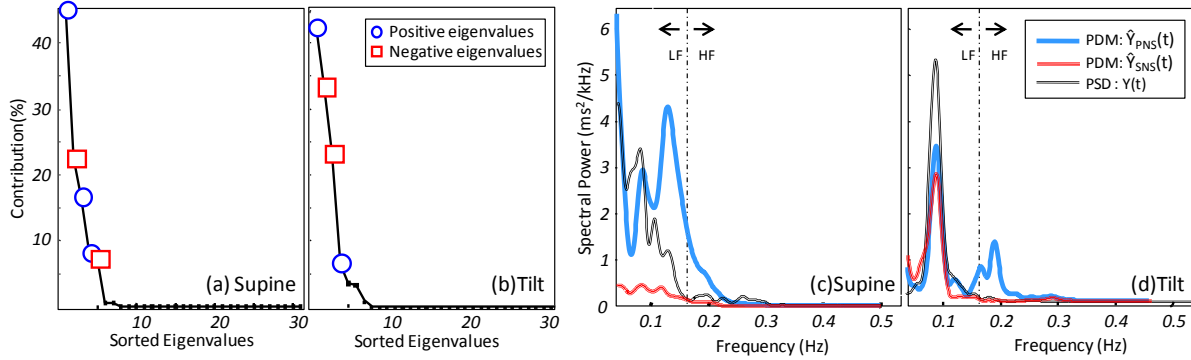 40
30
20
10
Contribution(%)
(a) Supine
10
20
30
Sorted Eigenvalues
Positive eigenvalues
Negative eigenvalues
(b)Tilt
10
20
30
Sorted Eigenvalues
Spectral Power (ms²/kHz)
6
5
4
3
2
1
0
LF
HF
(c)Supine
0.1
0.2
0.3
0.4
0.5
Frequency (Hz)
LF
HF
PDM: ŶPNS(t)
PDM: ŶSNS(t)
PSD : Y(t)
(d)Tilt
0.1
0.2
0.3
0.4
0.5
Frequency (Hz)